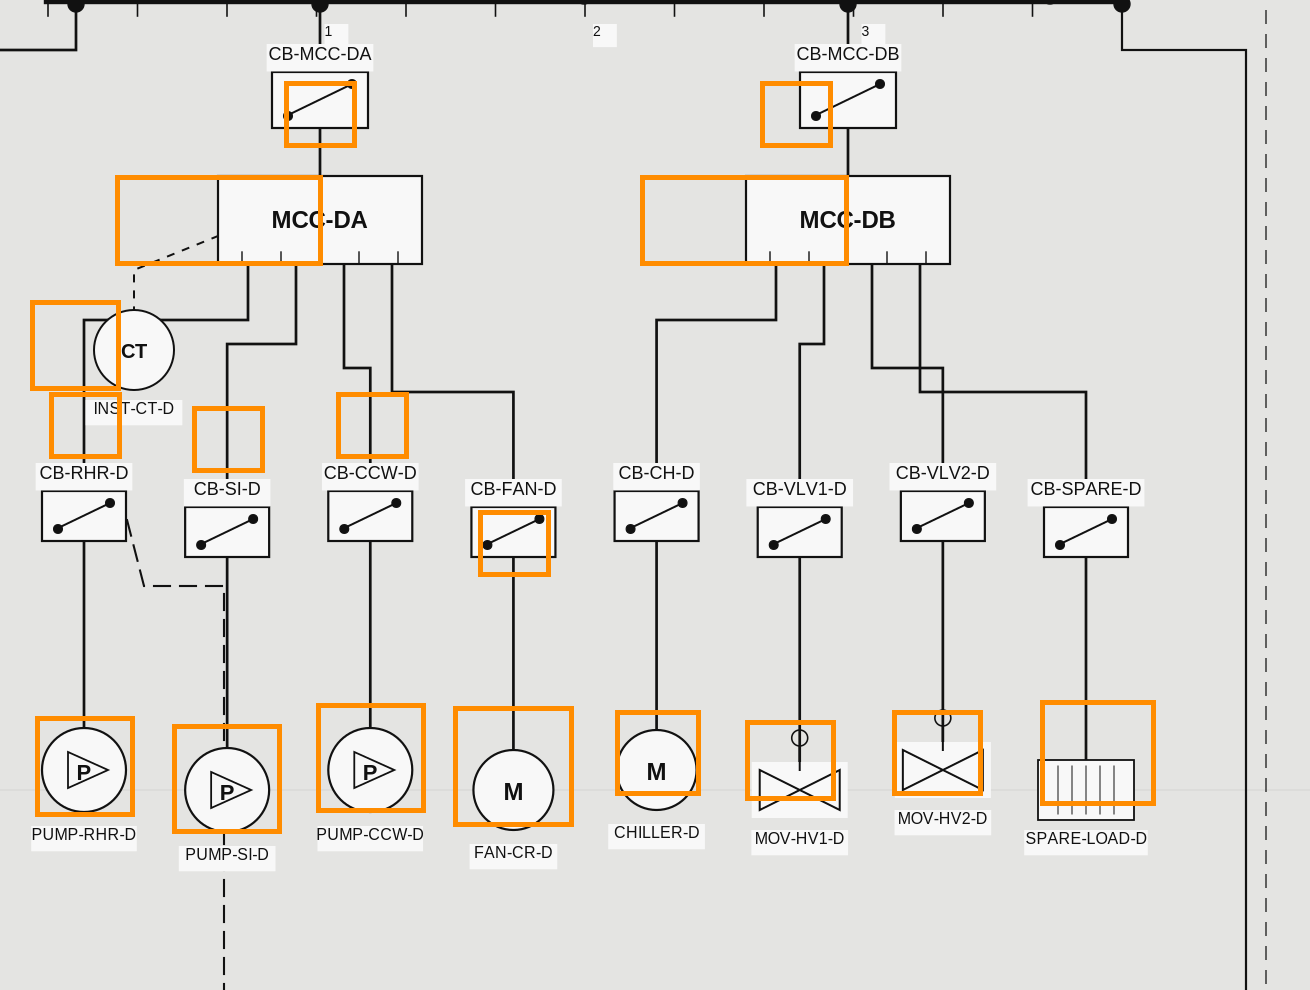 1
2
3
CB-MCC-DA
CB-MCC-DB
MCC-DA
MCC-DB
CT
INST-CT-D
CB-RHR-D
CB-SI-D
CB-CCW-D
CB-FAN-D
CB-CH-D
CB-VLV1-D
CB-VLV2-D
CB-SPARE-D
P
P
P
M
M
PUMP-RHR-D
PUMP-SI-D
PUMP-CCW-D
FAN-CR-D
CHILLER-D
MOV-HV1-D
MOV-HV2-D
SPARE-LOAD-D